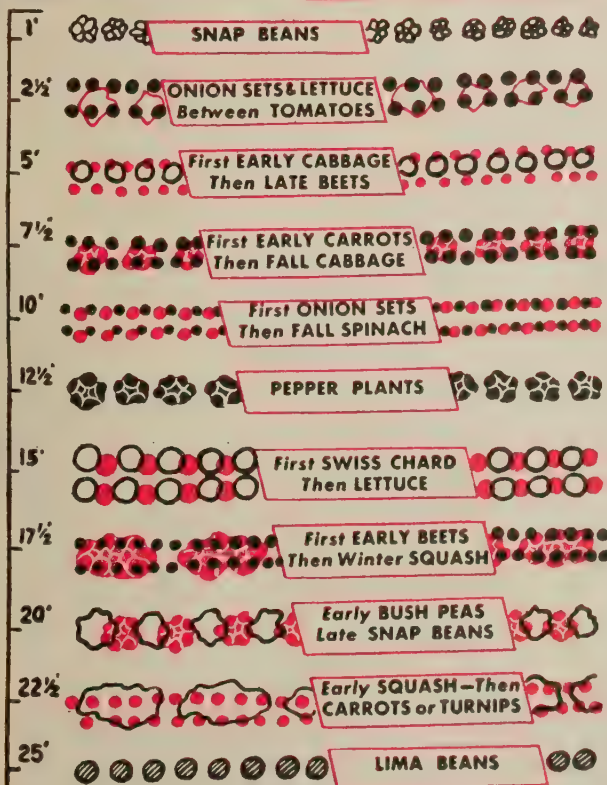 1'
SNAP BEANS
2½'
ONION SETS & LETTUCE
Between TOMATOES
5'
First EARLY CABBAGE
Then LATE BEETS
7½'
First EARLY CARROTS
Then FALL CABBAGE
10'
First ONION SETS
Then FALL SPINACH
12½'
PEPPER PLANTS
15'
First SWISS CHARD
Then LETTUCE
17½'
First EARLY BEETS
Then Winter SQUASH
20'
Early BUSH PEAS
Late SNAP BEANS
22½'
Early SQUASH—Then
CARROTS or TURNIPS
25'
LIMA BEANS